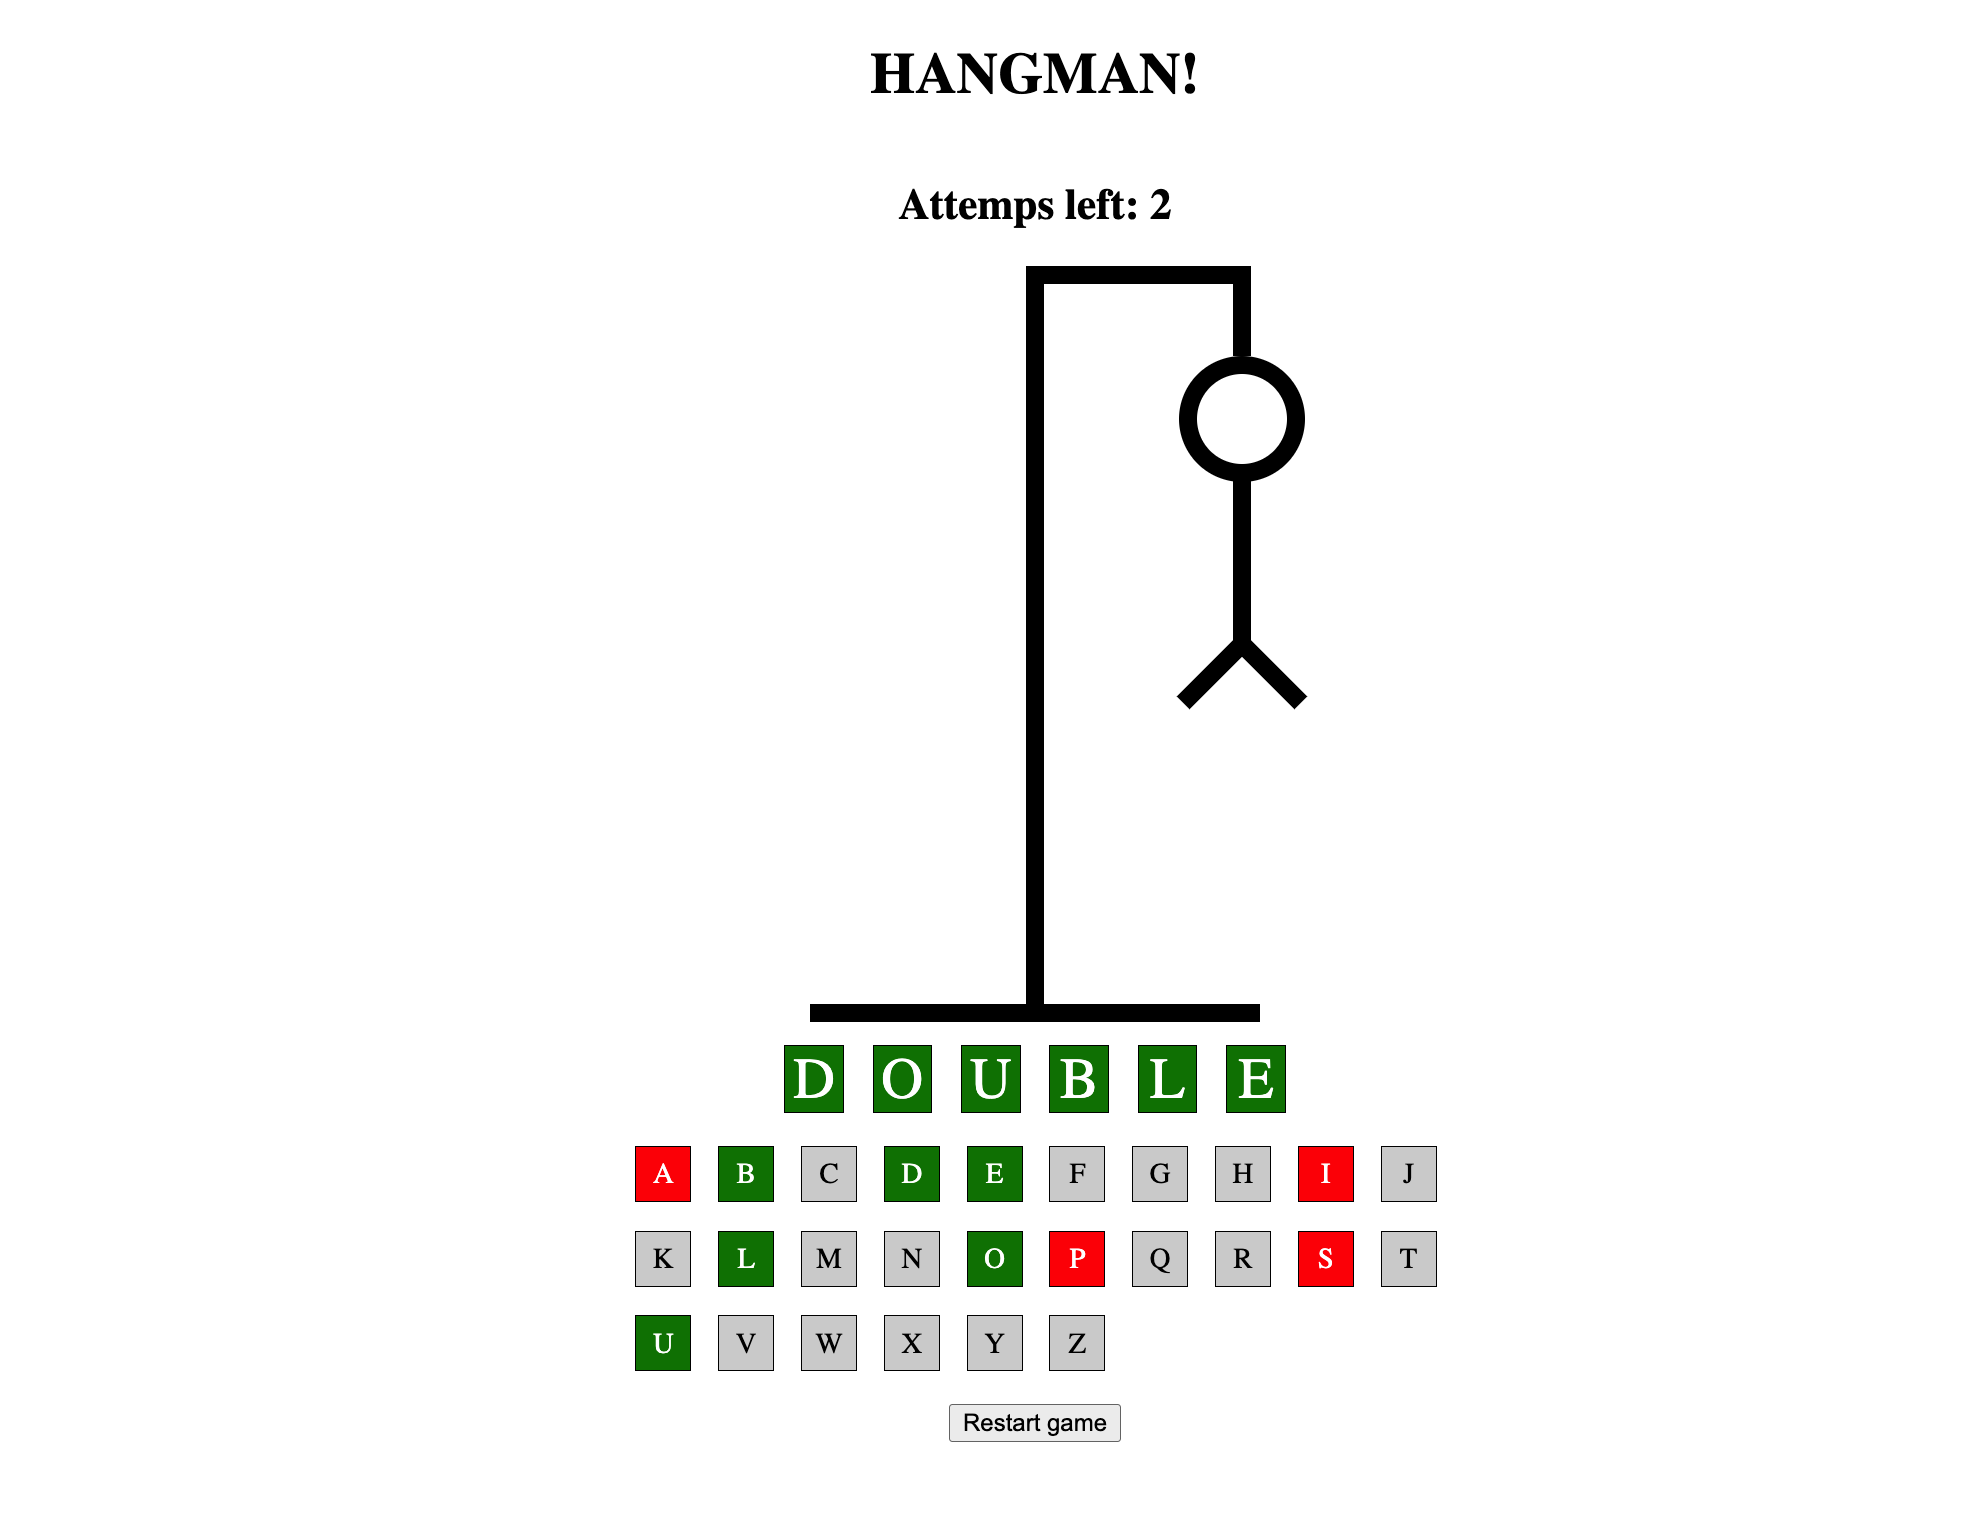 HANGMAN!
Attemps left: 2
D O U B L E
A B C D E F G H I J
K L M N O P Q R S T
U V W X Y Z
Restart game